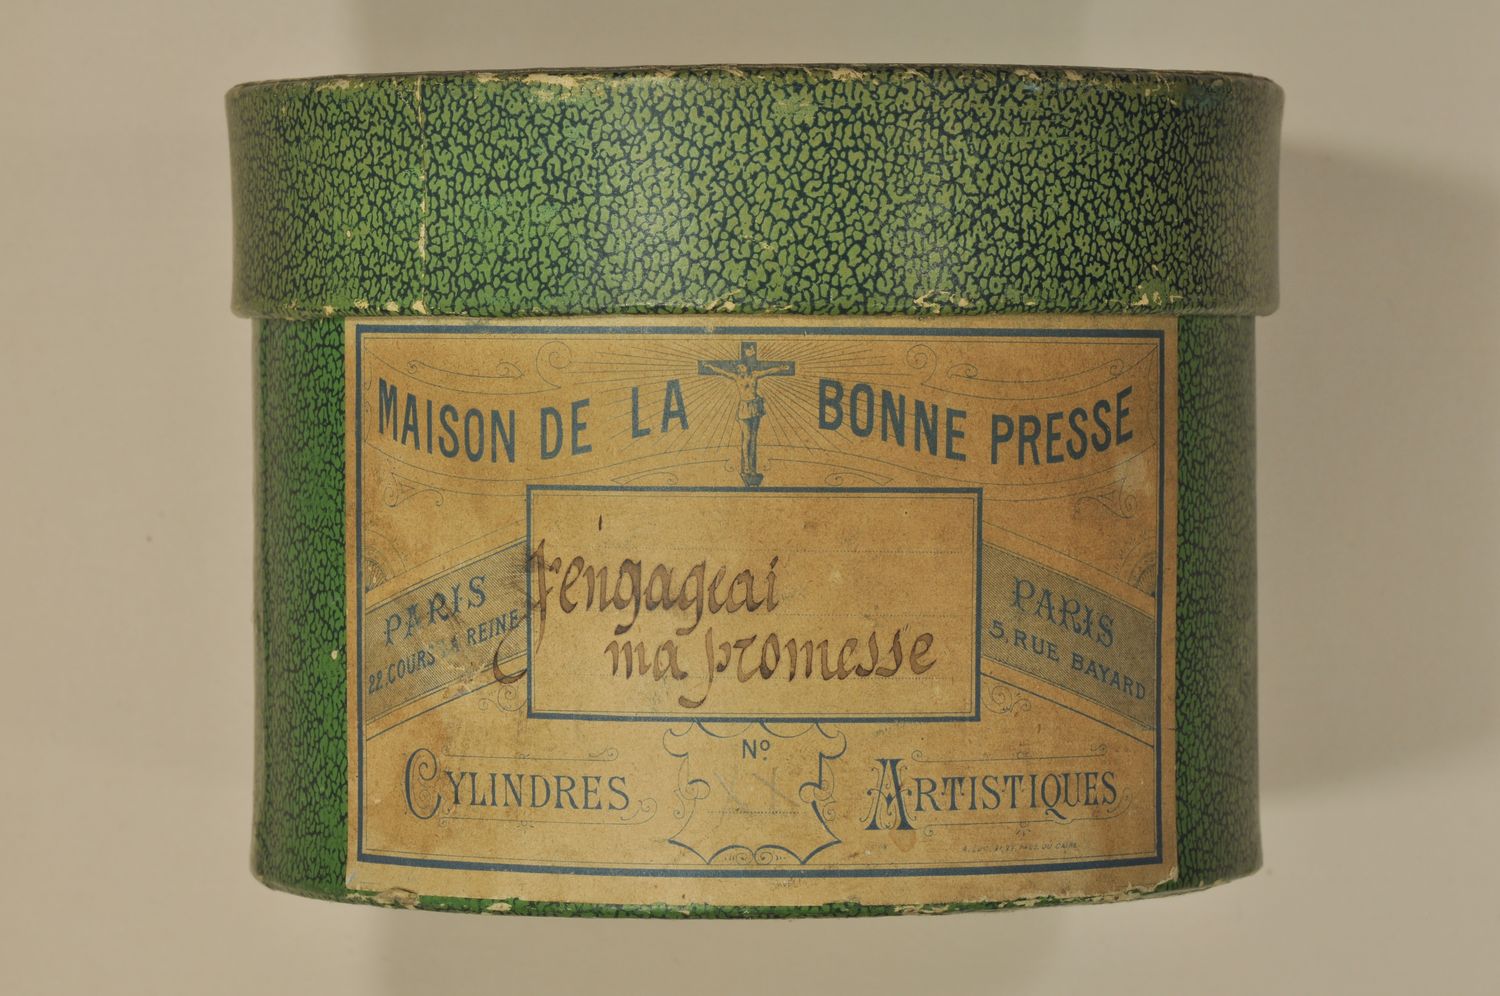 MAISON DE LA BONNE PRESSE
J'engageai
ma promesse
PARIS
22 COURS LA REINE
PARIS
5, RUE BAYARD
No.
XX
CYLINDRES ARTISTIQUES